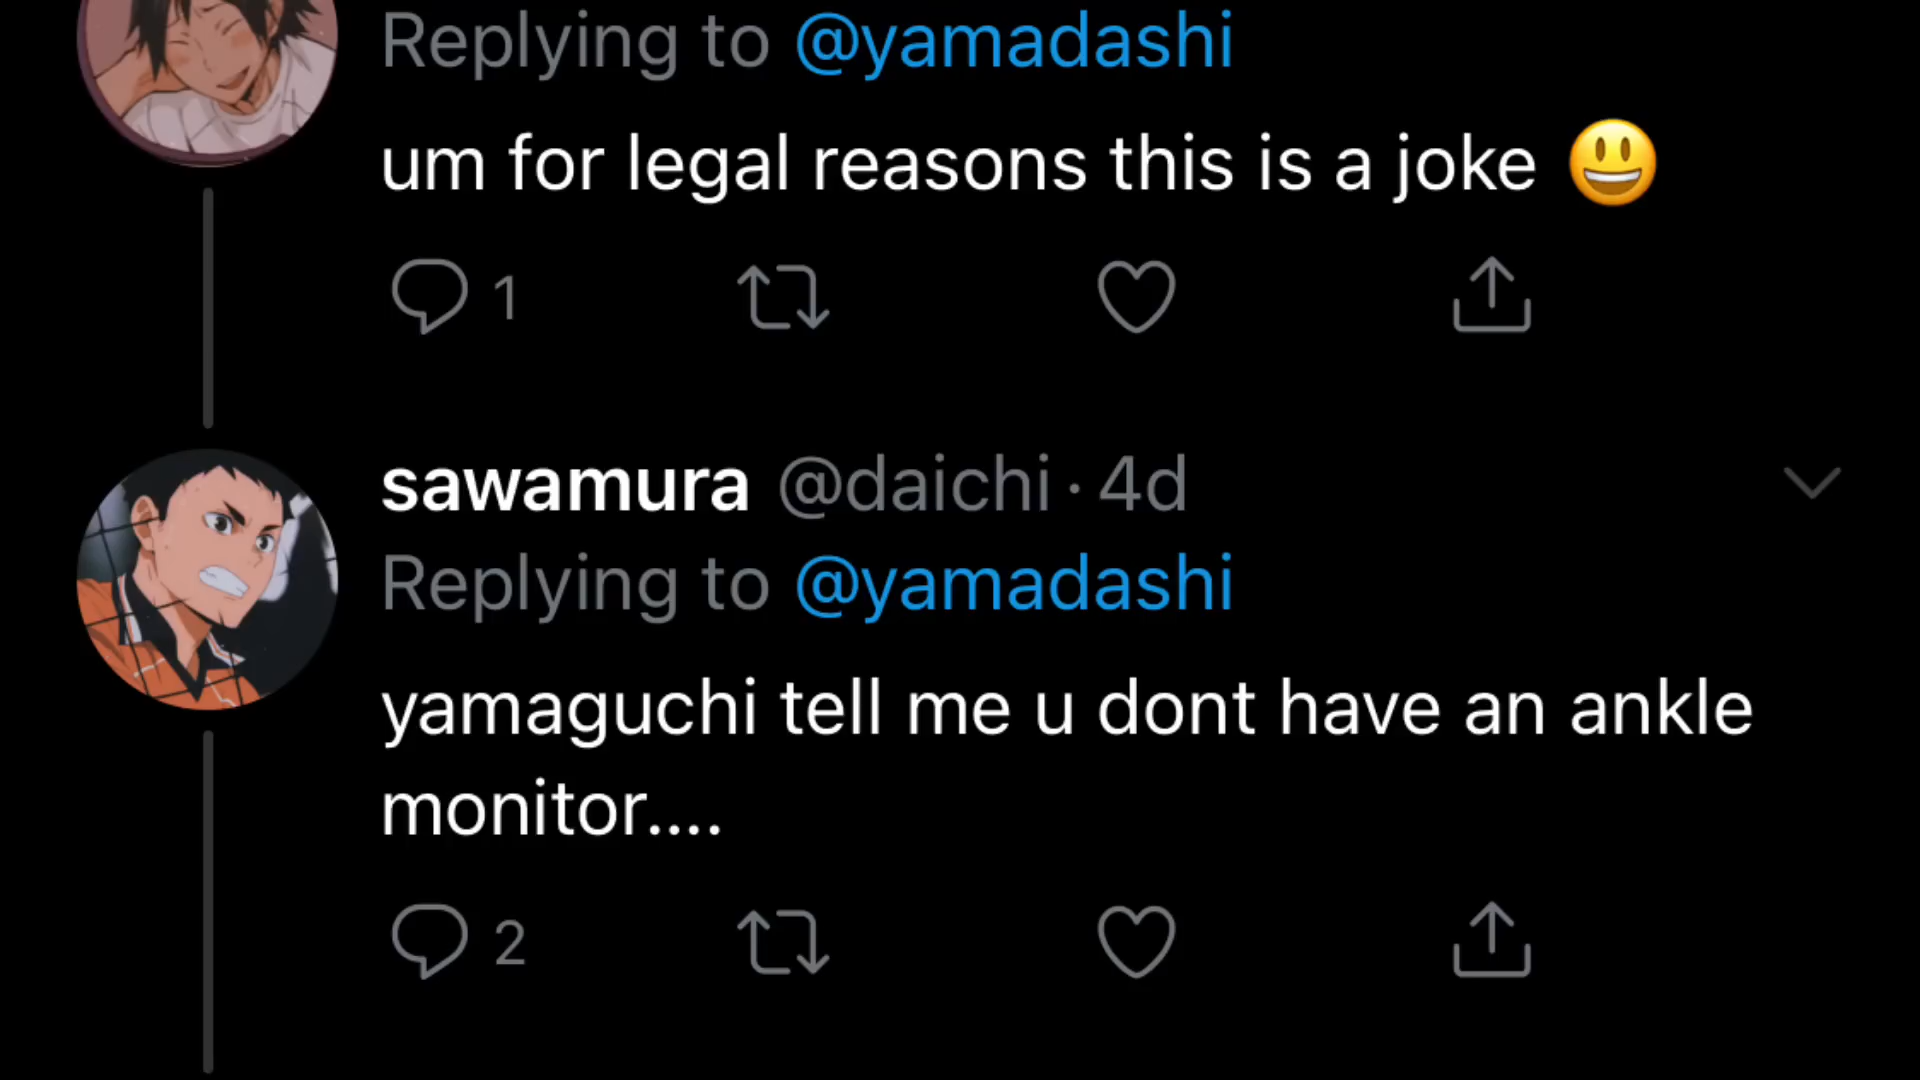 Replying to @yamadashi
um for legal reasons this is a joke 😃
1
sawamura @daichi · 4d
Replying to @yamadashi
yamaguchi tell me u dont have an ankle
monitor....
2